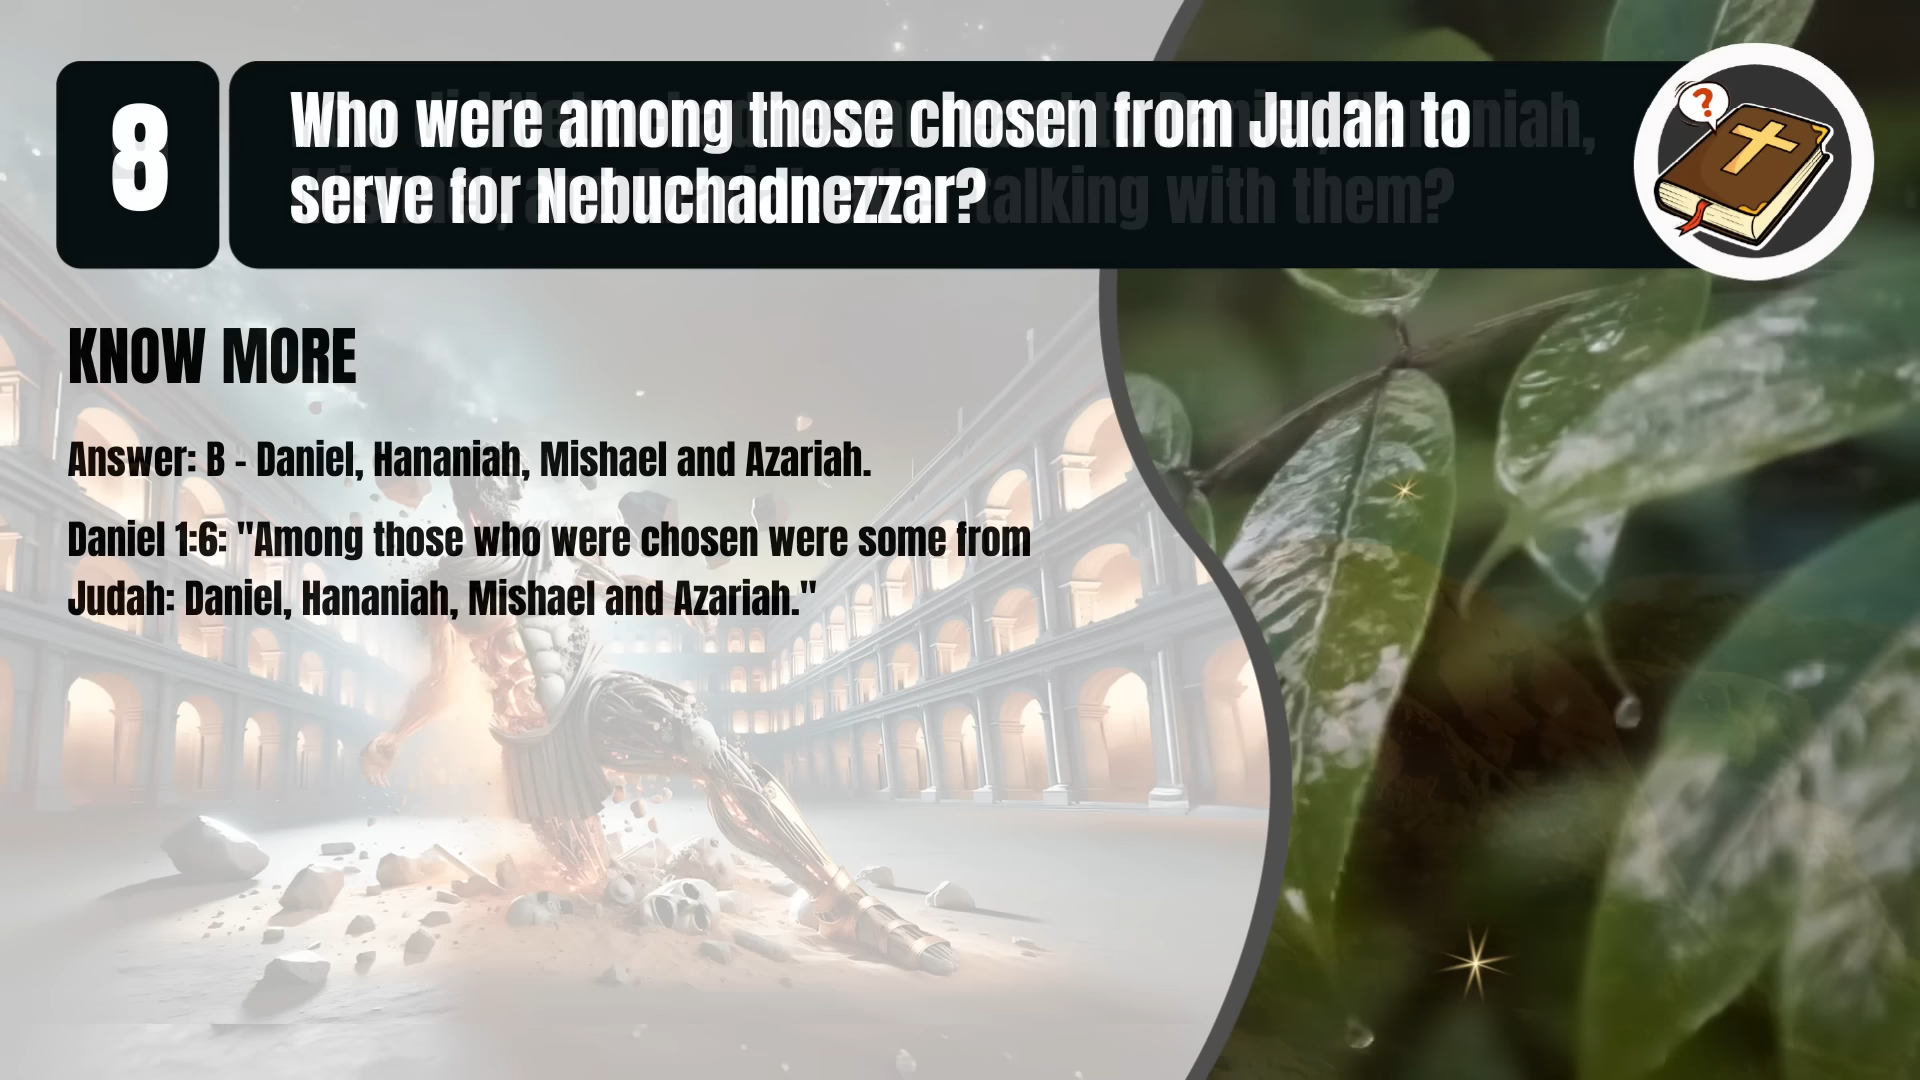 8
Who were among those chosen from Judah to
serve for Nebuchadnezzar?
?
KNOW MORE
Answer: B - Daniel, Hananiah, Mishael and Azariah.
Daniel 1:6: "Among those who were chosen were some from
Judah: Daniel, Hananiah, Mishael and Azariah."